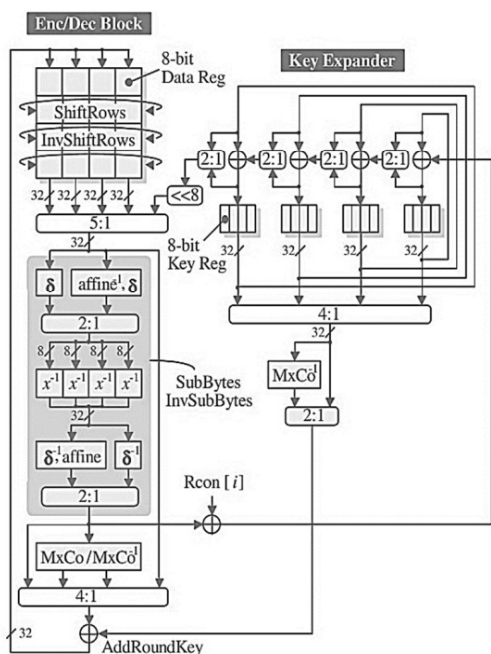 Enc/Dec Block
8-bit
Data Reg
Key Expander
ShiftRows
InvShiftRows
2:1
2:1
2:1
2:1
<<8
32
32
32
32
5:1
8-bit
Key Reg
32
32
32
32
32
δ
affine⁻¹, δ
4:1
2:1
32
8
8
8
8
MxCo⁻¹
x⁻¹
x⁻¹
x⁻¹
x⁻¹
SubBytes
InvSubBytes
2:1
32
δ⁻¹, affine
δ⁻¹
Rcon [i]
2:1
MxCo/MxCo⁻¹
4:1
32
AddRoundKey